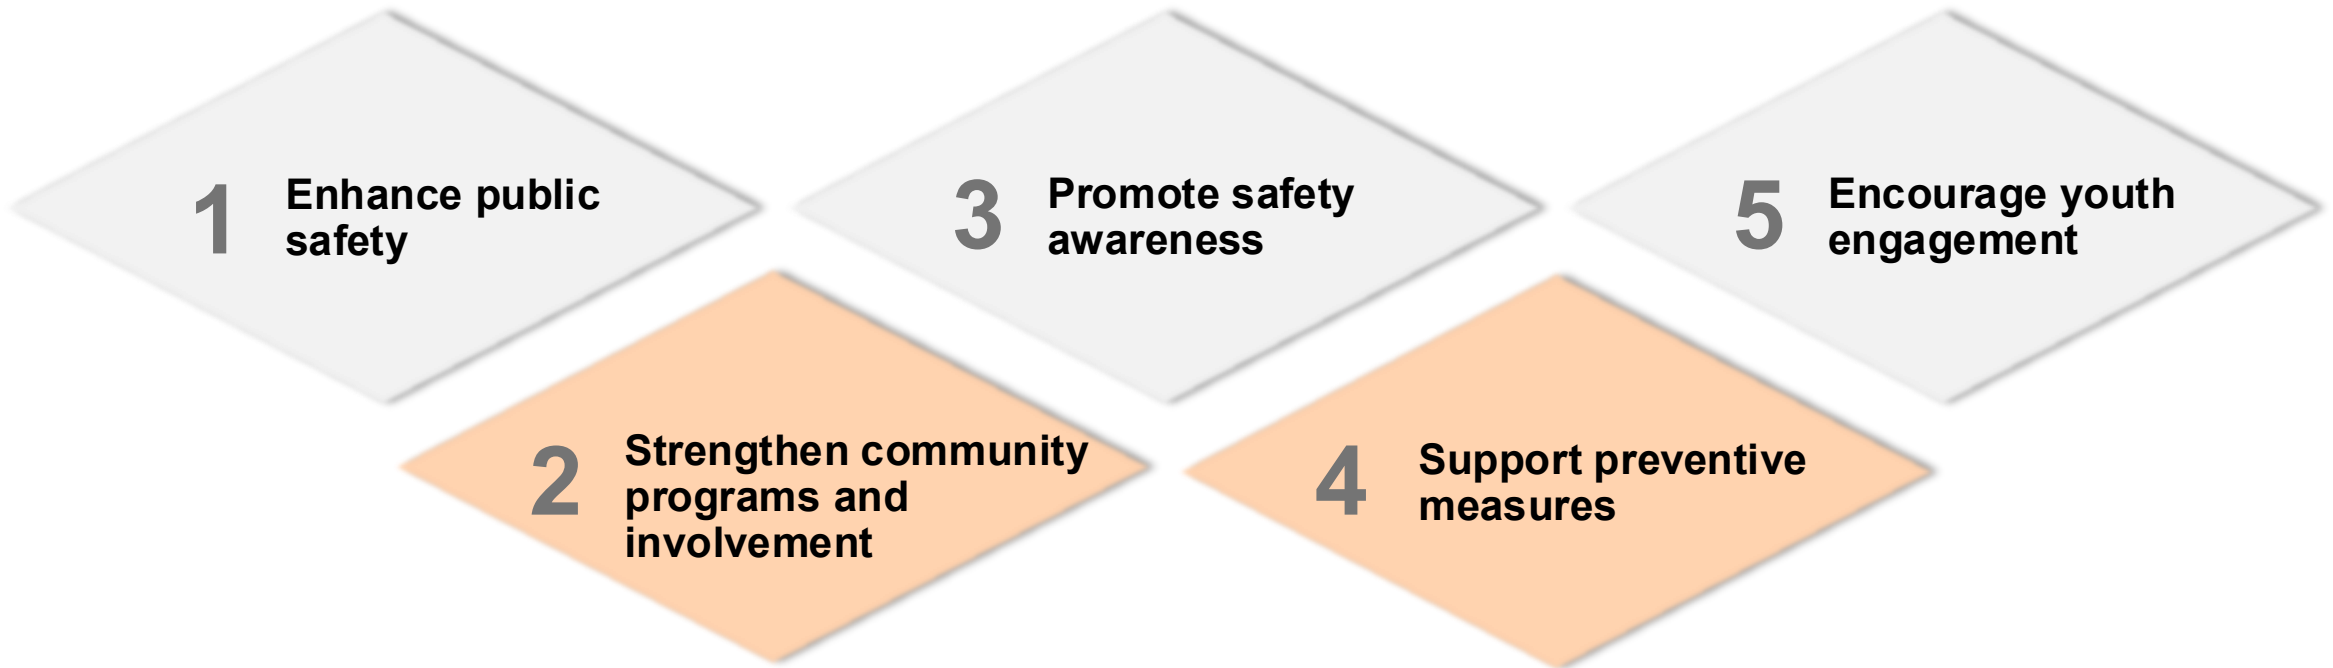 1
Enhance public
safety
2
Strengthen community
programs and
involvement
3
Promote safety
awareness
4
Support preventive
measures
5
Encourage youth
engagement